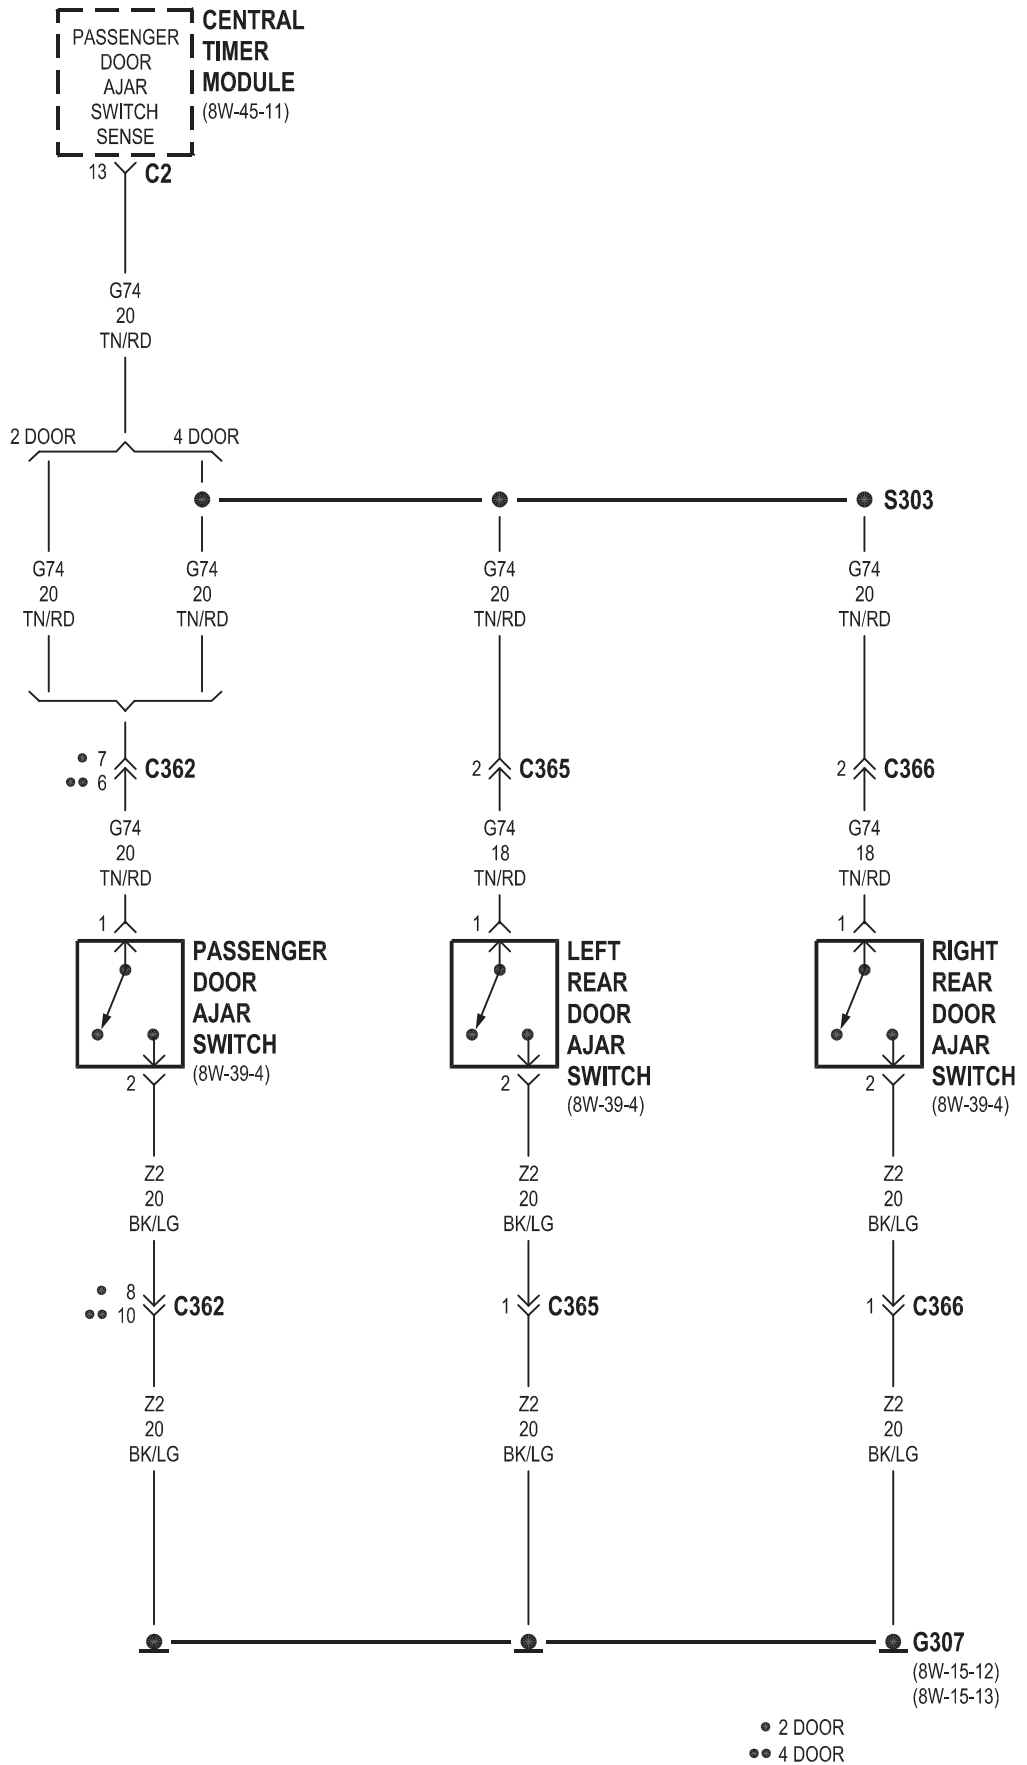 PASSENGER
DOOR
AJAR
SWITCH
SENSE
CENTRAL
TIMER
MODULE
(8W-45-11)
13
C2
G74
20
TN/RD
2 DOOR
4 DOOR
S303
G74
20
TN/RD
G74
20
TN/RD
G74
20
TN/RD
G74
20
TN/RD
7
6
C362
2
C365
2
C366
G74
20
TN/RD
G74
18
TN/RD
G74
18
TN/RD
1
1
1
PASSENGER
DOOR
AJAR
SWITCH
(8W-39-4)
LEFT
REAR
DOOR
AJAR
SWITCH
(8W-39-4)
RIGHT
REAR
DOOR
AJAR
SWITCH
(8W-39-4)
2
2
2
Z2
20
BK/LG
Z2
20
BK/LG
Z2
20
BK/LG
8
10
C362
1
C365
1
C366
Z2
20
BK/LG
Z2
20
BK/LG
Z2
20
BK/LG
G307
(8W-15-12)
(8W-15-13)
2 DOOR
4 DOOR